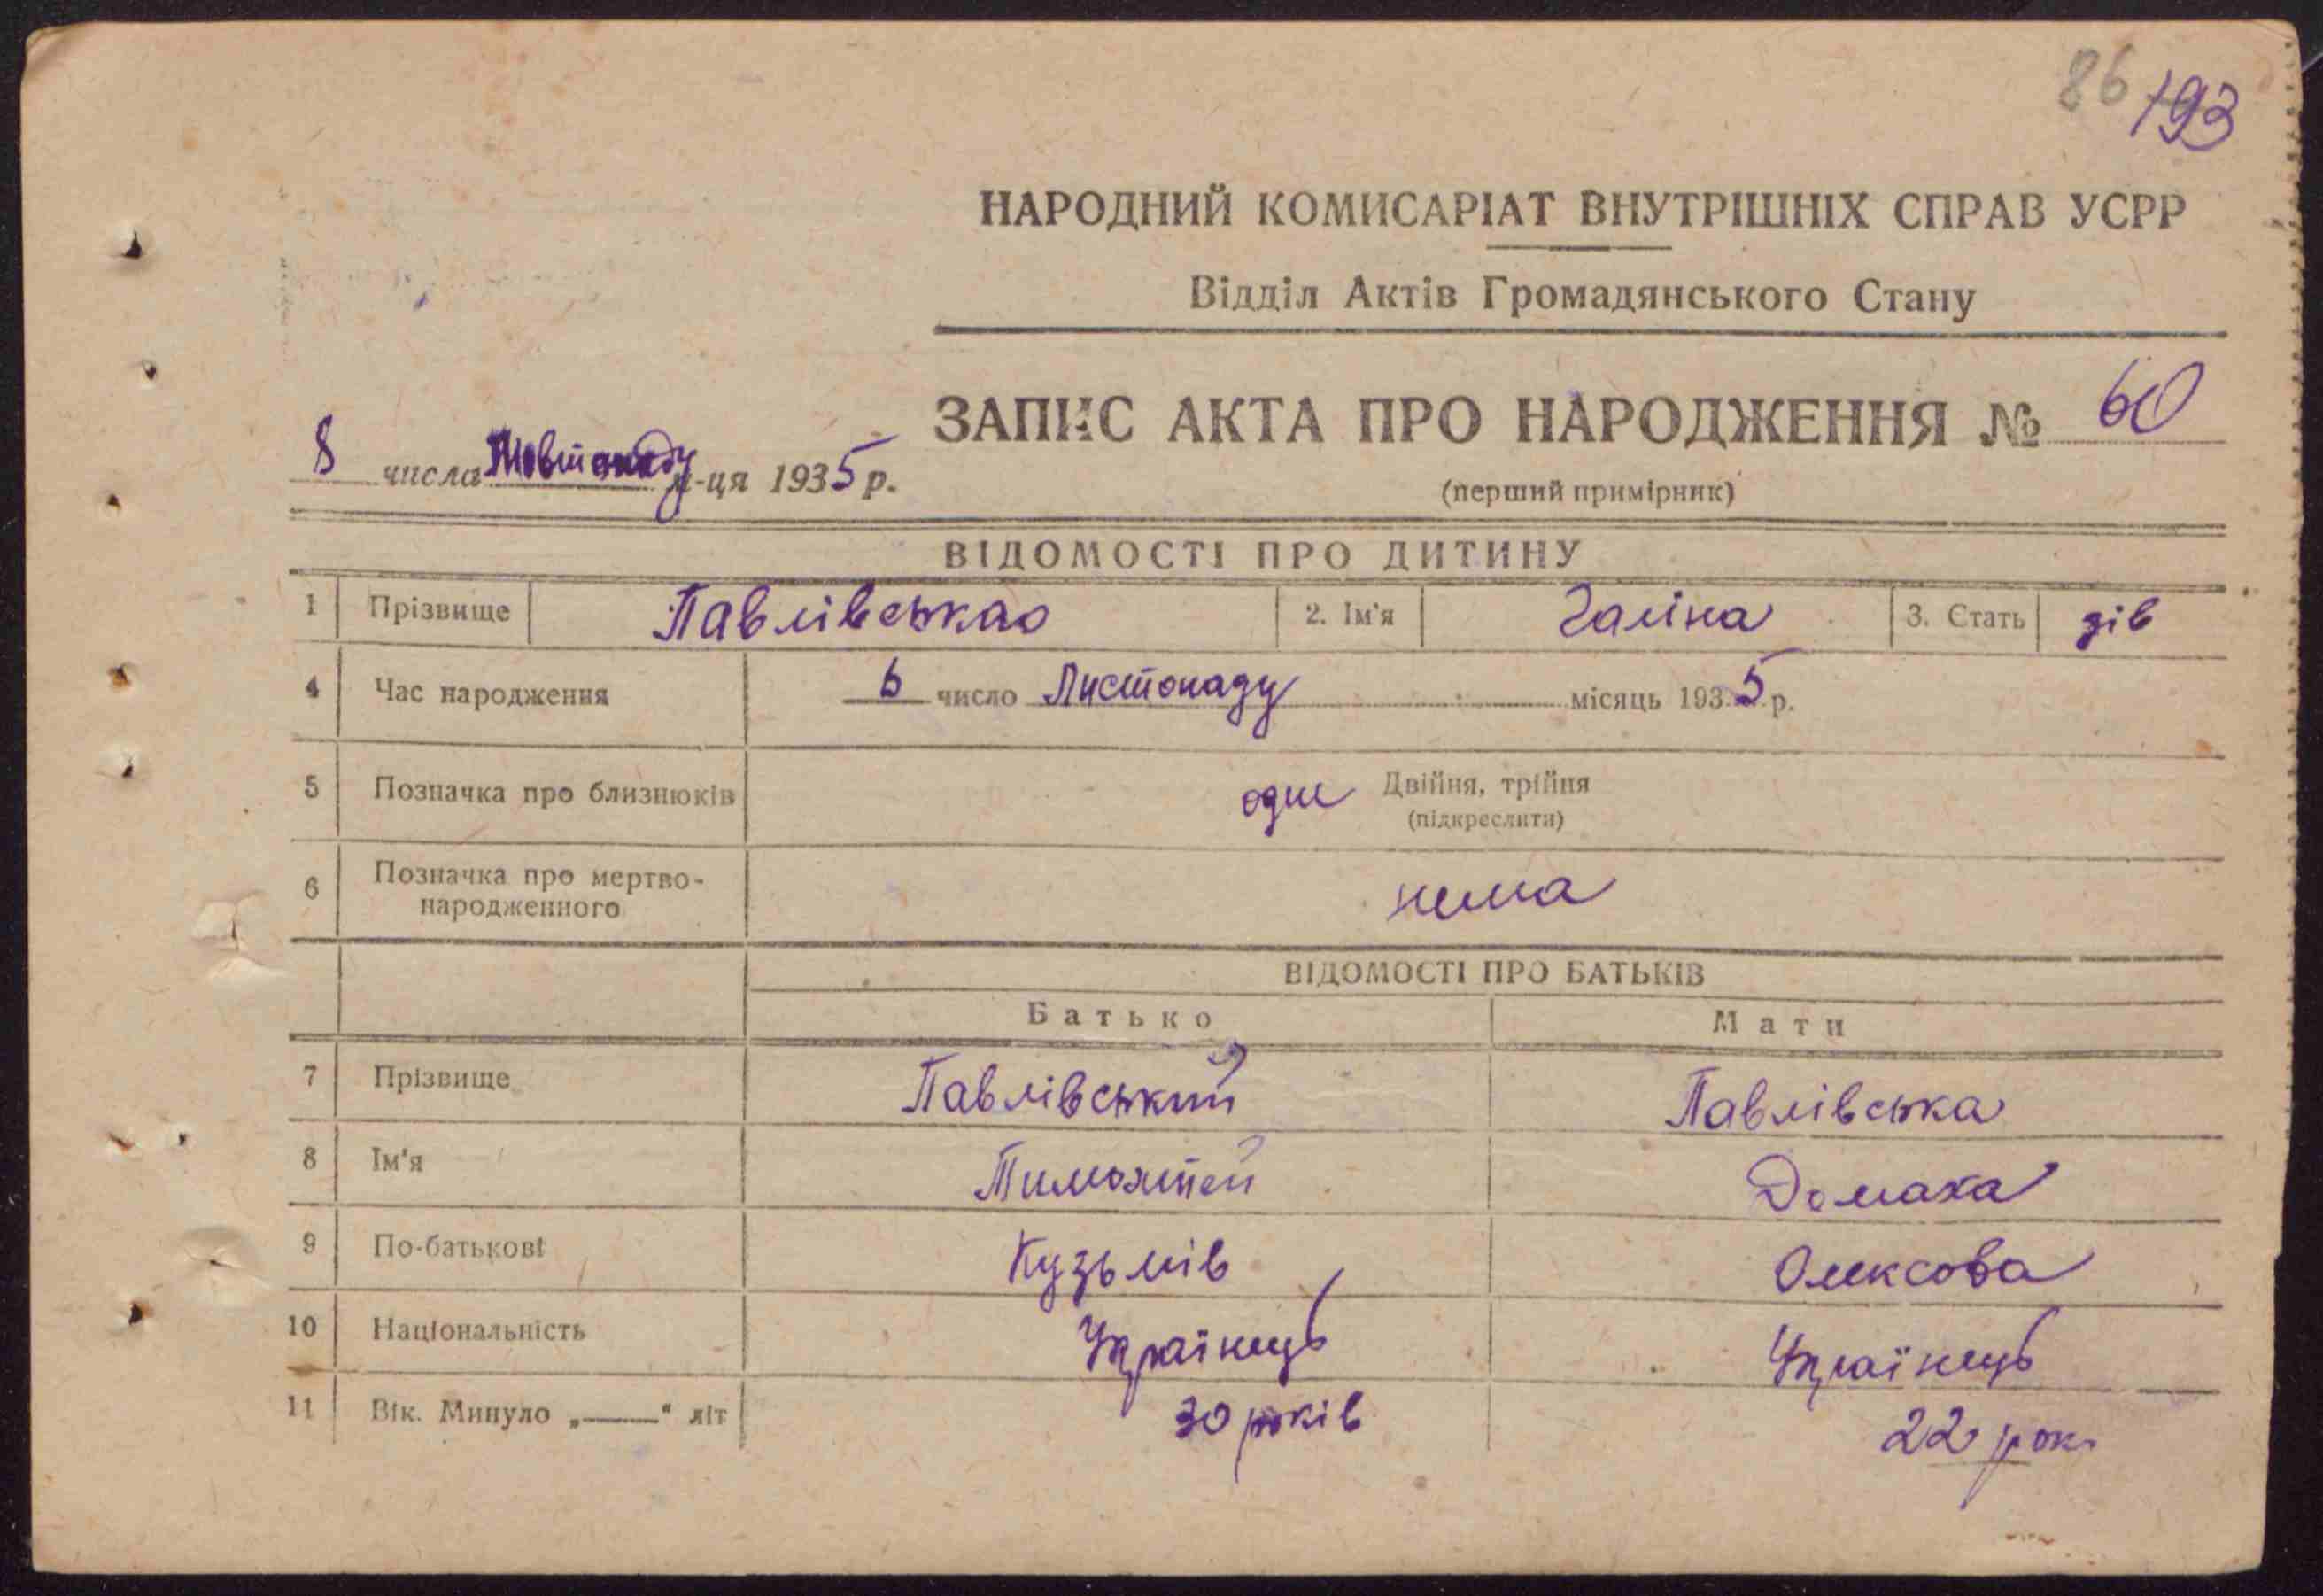 86 193
НАРОДНИЙ КОМИСАРІАТ ВНУТРІШНІХ СПРАВ УСРР
Відділ Актів Громадянського Стану
ЗАПИС АКТА ПРО НАРОДЖЕННЯ № 60
8 числа м-ця 1935 р.
(перший примірник)
ВІДОМОСТІ ПРО ДИТИНУ
1 Прізвище Павлівська 2. Ім'я Галіна 3. Стать дів
4 Час народження 6 число Листопаду місяць 1935 р.
5 Позначка про близнюків одне Двійня, трійня
(підкреслити)
6 Позначка про мертво-
народженного нема
ВІДОМОСТІ ПРО БАТЬКІВ
Батько Мати
7 Прізвище Павлівський Павлівська
8 Ім'я Тимохтей Домаха
9 По-батькові Кузьмів Олексова
10 Національність Українець Українець
11 Вік. Минуло „——" літ 30 років 22 рок.